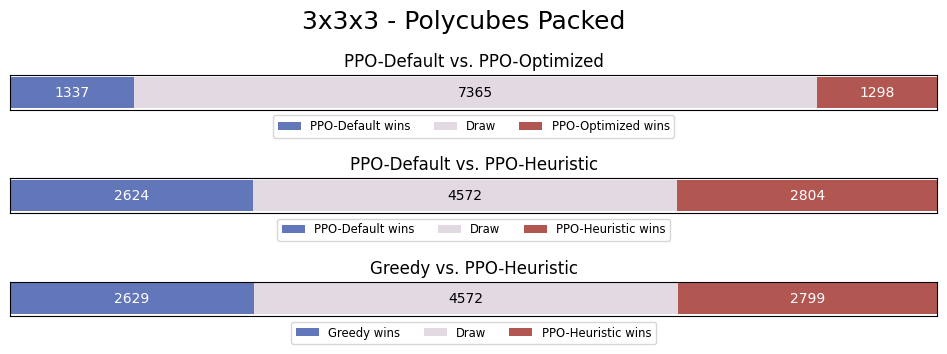 3x3x3 - Polycubes Packed
PPO-Default vs. PPO-Optimized
1337 7365 1298
PPO-Default wins Draw PPO-Optimized wins
PPO-Default vs. PPO-Heuristic
2624 4572 2804
PPO-Default wins Draw PPO-Heuristic wins
Greedy vs. PPO-Heuristic
2629 4572 2799
Greedy wins Draw PPO-Heuristic wins